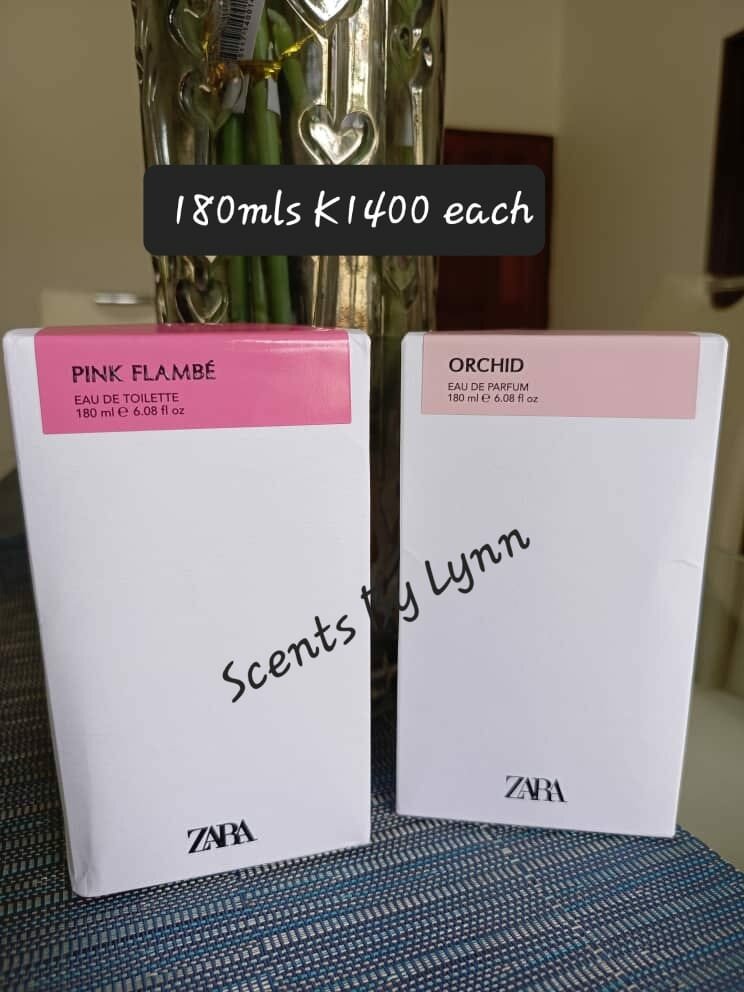 180mls K1400 each
PINK FLAMBÉ
EAU DE TOILETTE
180 ml e 6.08 fl oz
ORCHID
EAU DE PARFUM
180 ml e 6.08 fl oz
Scents by Lynn
ZARA
ZARA